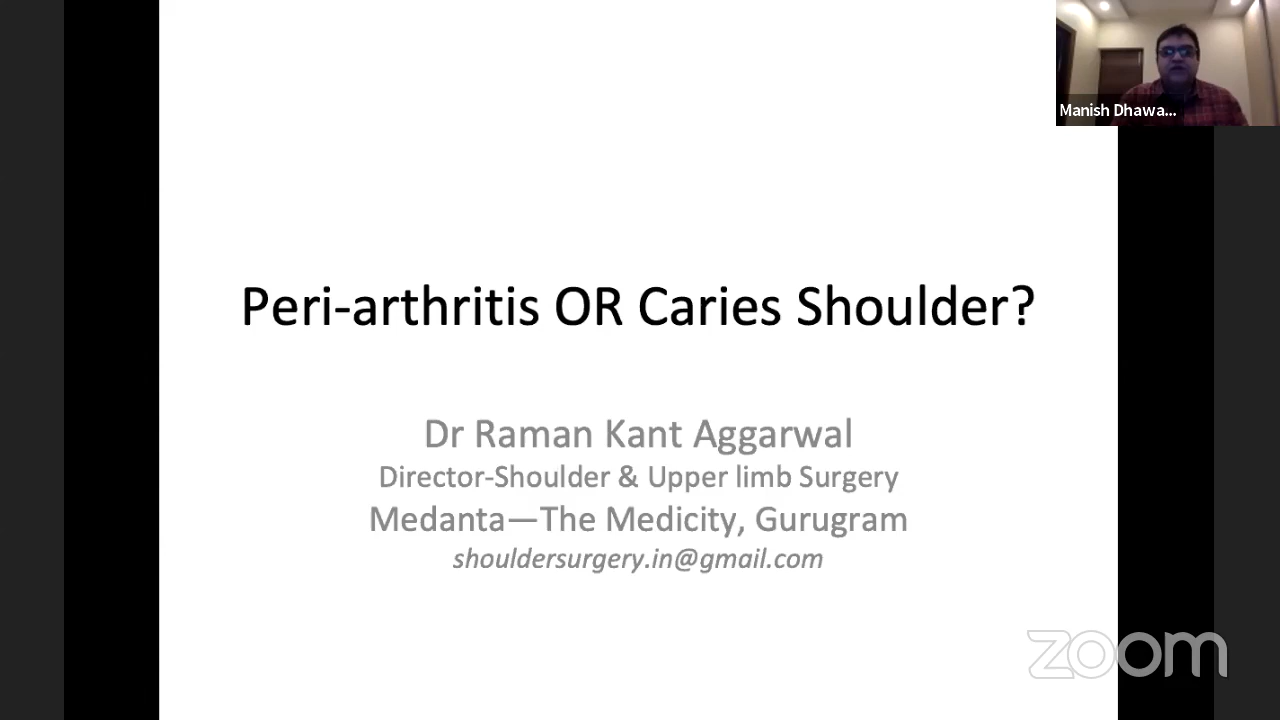 Manish Dhawa...
Peri-arthritis OR Caries Shoulder?
Dr Raman Kant Aggarwal
Director-Shoulder & Upper limb Surgery
Medanta—The Medicity, Gurugram
shouldersurgery.in@gmail.com
zoom